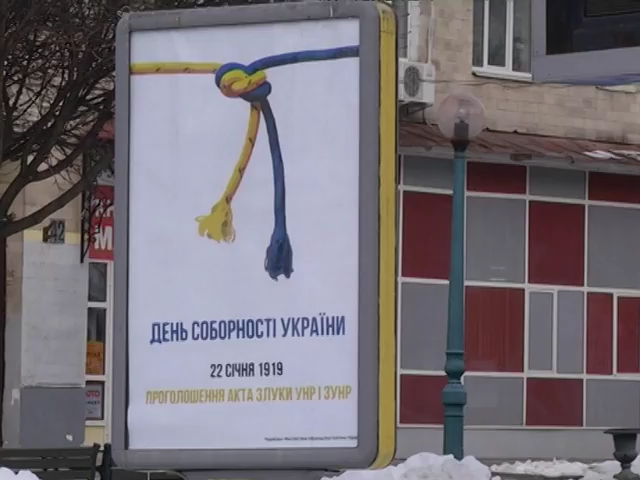 42
ДЕНЬ СОБОРНОСТІ УКРАЇНИ
22 СІЧНЯ 1919
ПРОГОЛОШЕННЯ АКТА ЗЛУКИ УНР І ЗУНР